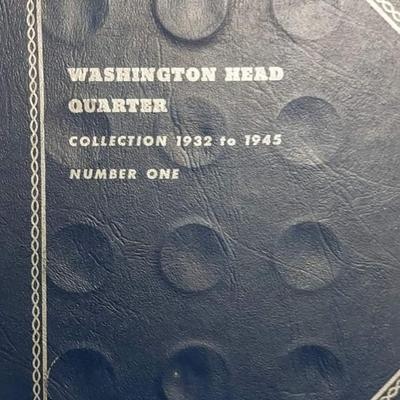 WASHINGTON HEAD
QUARTER
COLLECTION 1932 to 1945
NUMBER ONE